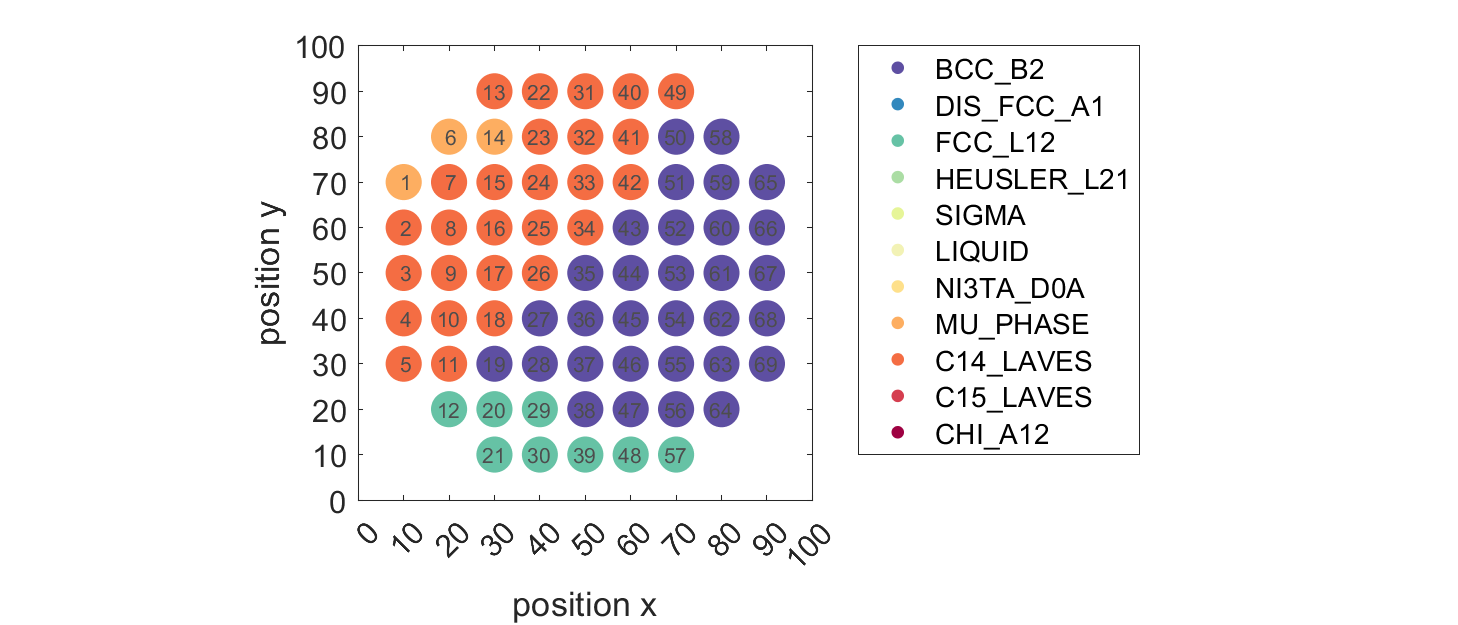 100
90
80
70
60
50
40
30
20
10
0
position y
13 22 31 40 49
6 14 23 32 41 50 58
1 7 15 24 33 42 51 59 65
2 8 16 25 34 43 52 60 66
3 9 17 26 35 44 53 61 67
4 10 18 27 36 45 54 62 68
5 11 19 28 37 46 55 63 69
12 20 29 38 47 56 64
21 30 39 48 57
0 10 20 30 40 50 60 70 80 90 100
position x
BCC_B2
DIS_FCC_A1
FCC_L12
HEUSLER_L21
SIGMA
LIQUID
NI3TA_D0A
MU_PHASE
C14_LAVES
C15_LAVES
CHI_A12